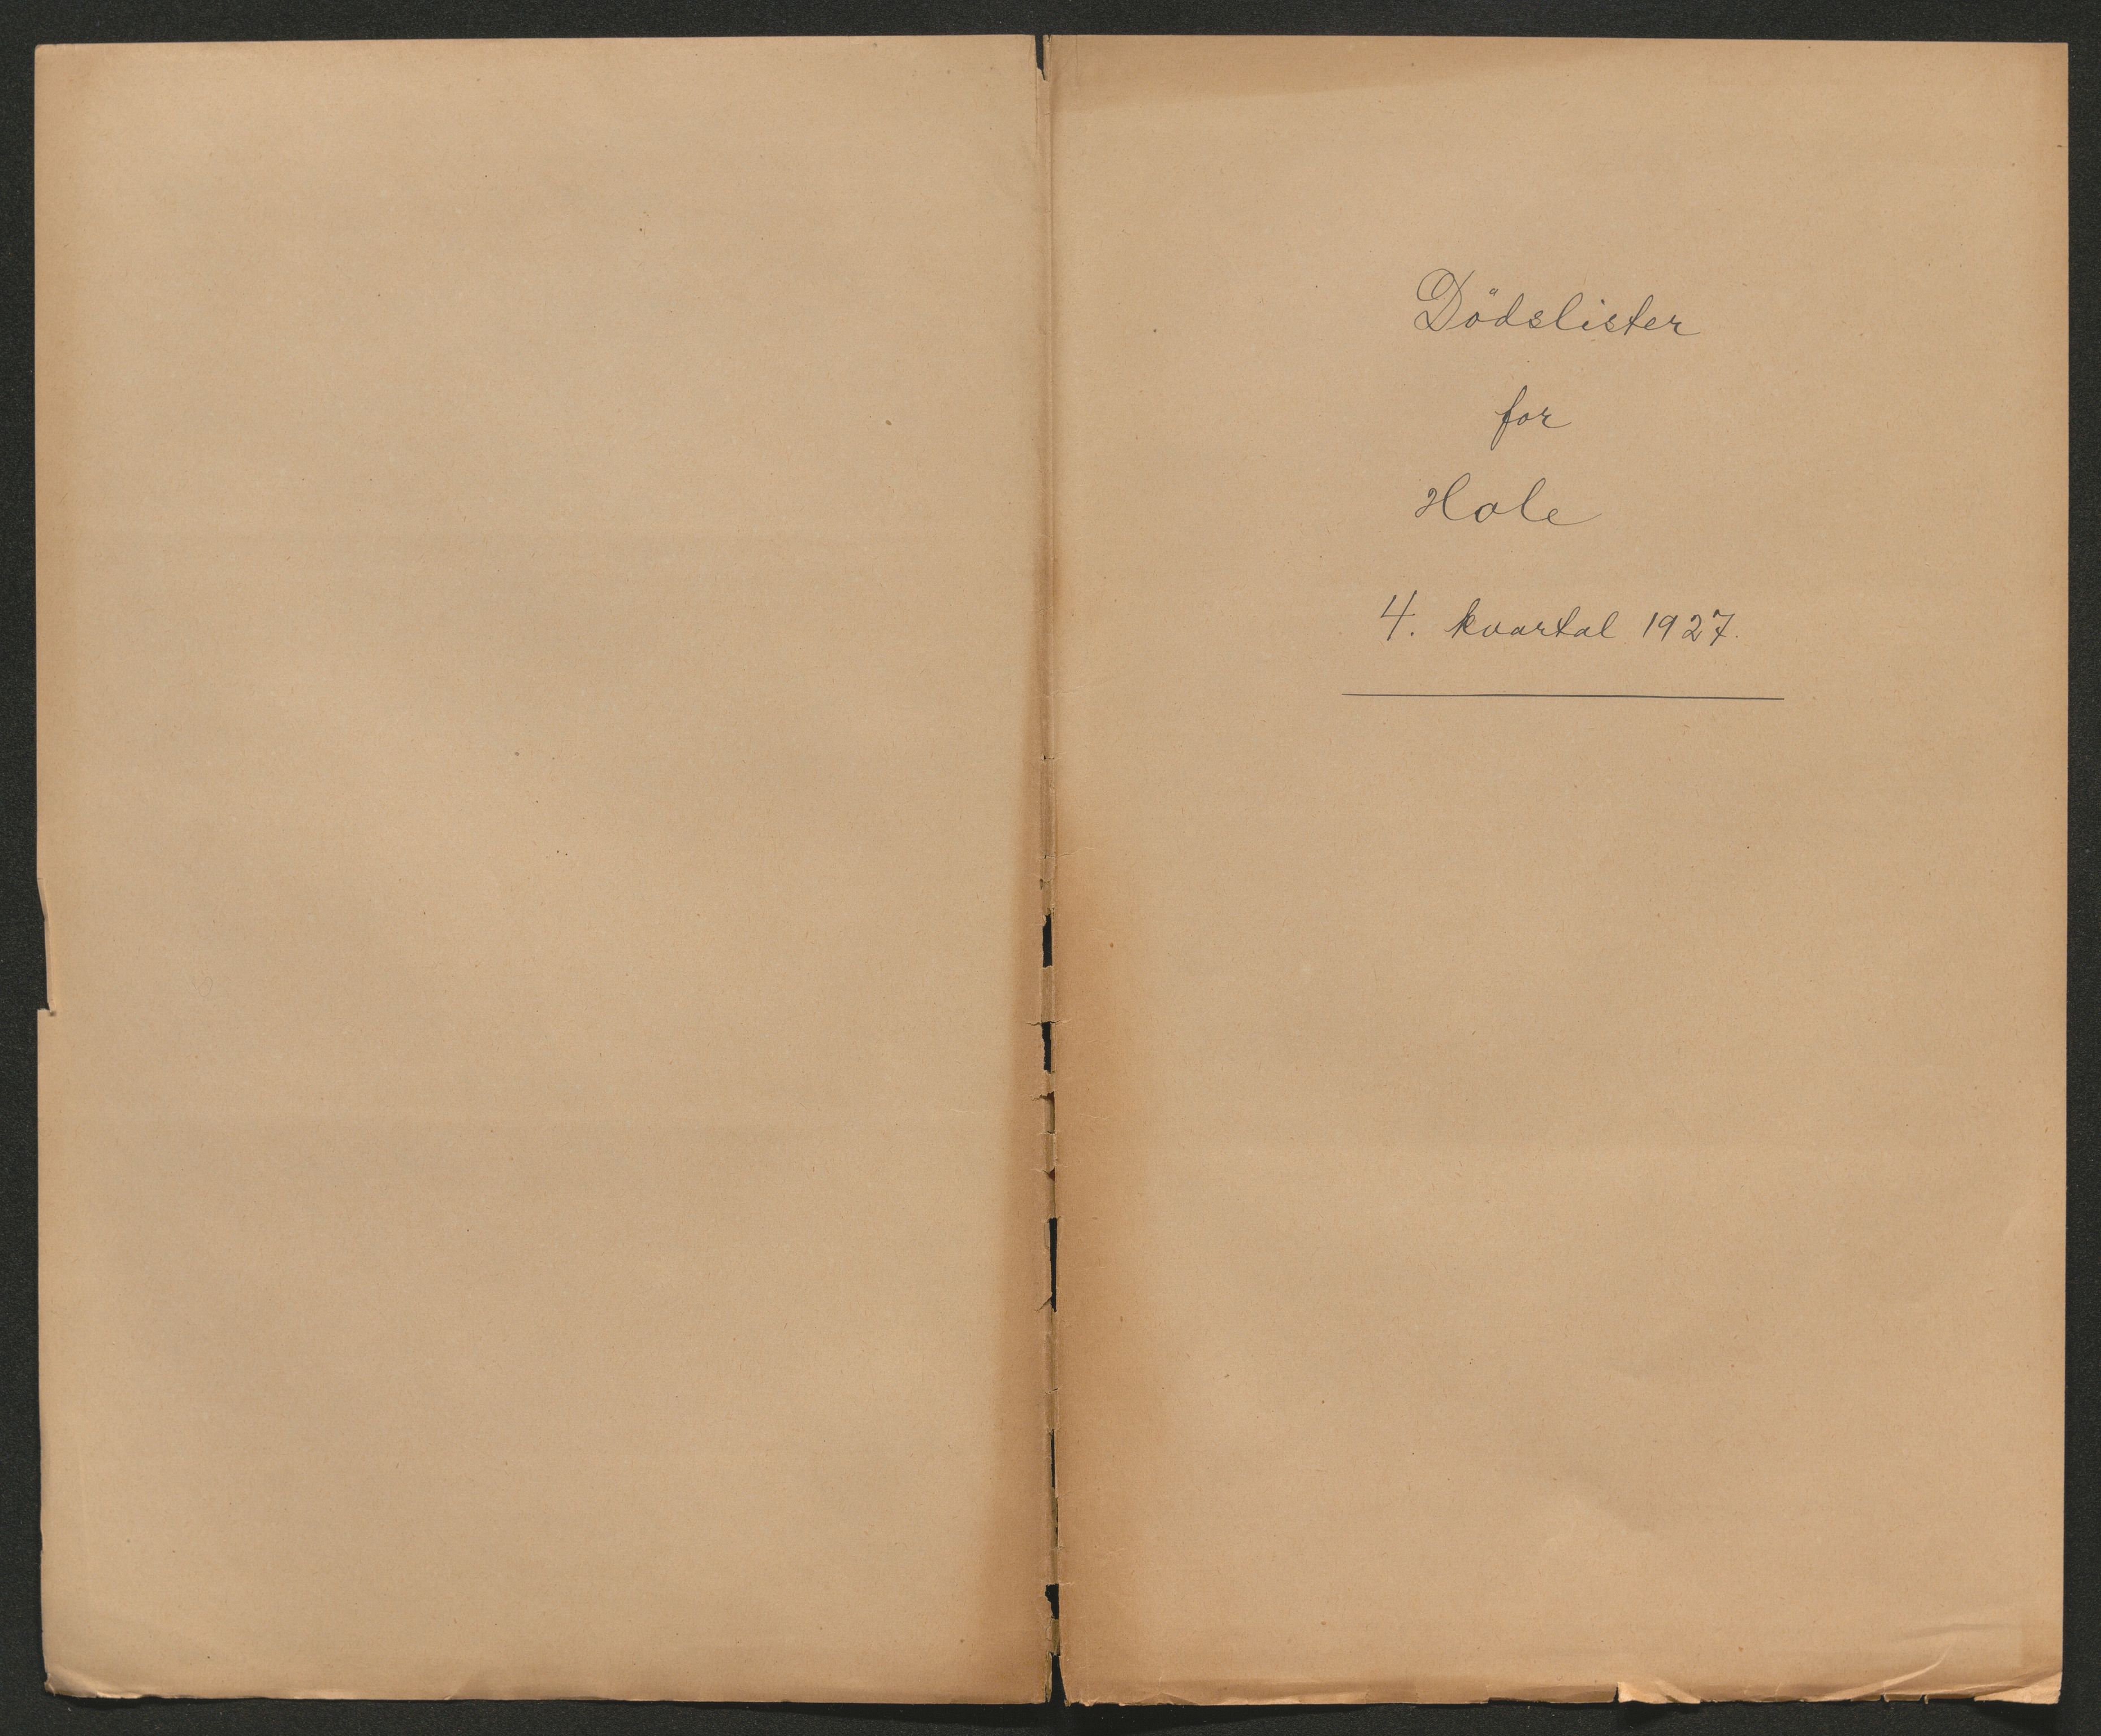 Dödslister
for
Hole
4. kvartal 1927.